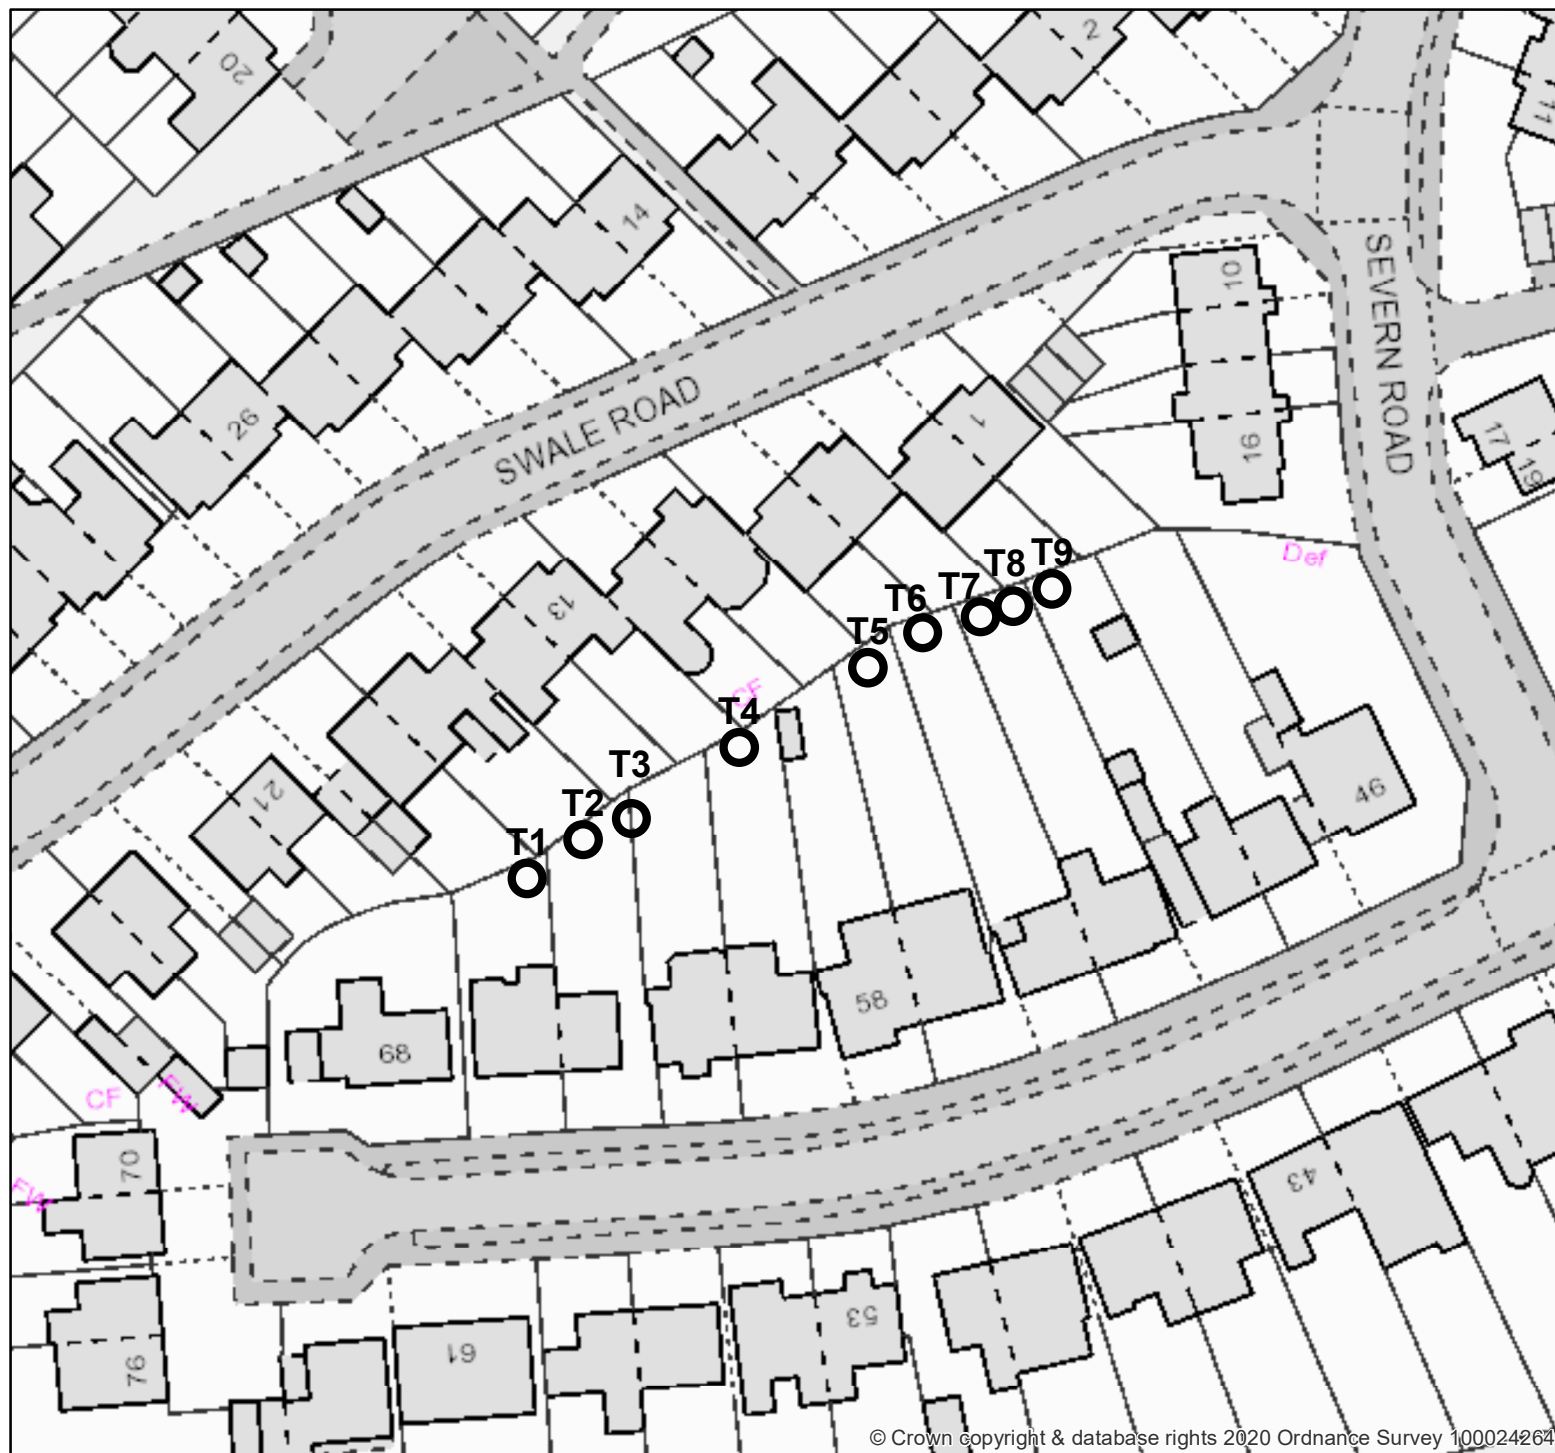 20
2
11
14
10
SEVERN ROAD
26
SWALE ROAD
1
16
17
19
Def
T9
T8
T7
T6
T5
13
CF
T4
T3
T2
T1
21
46
58
68
CF
FW
70
FW
43
53
61
76
© Crown copyright & database rights 2020 Ordnance Survey 100024264